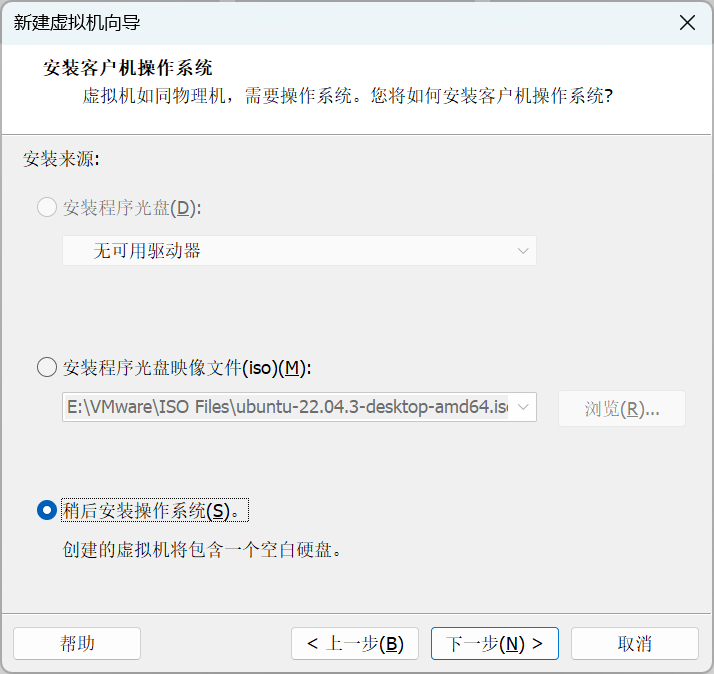 新建虚拟机向导
安装客户机操作系统
虚拟机如同物理机，需要操作系统。您将如何安装客户机操作系统?
安装来源:
安装程序光盘(D):
无可用驱动器
安装程序光盘映像文件(iso)(M):
E:\VMware\ISO Files\ubuntu-22.04.3-desktop-amd64.iso
浏览(R)...
稍后安装操作系统(S)。
创建的虚拟机将包含一个空白硬盘。
帮助
< 上一步(B)
下一步(N) >
取消